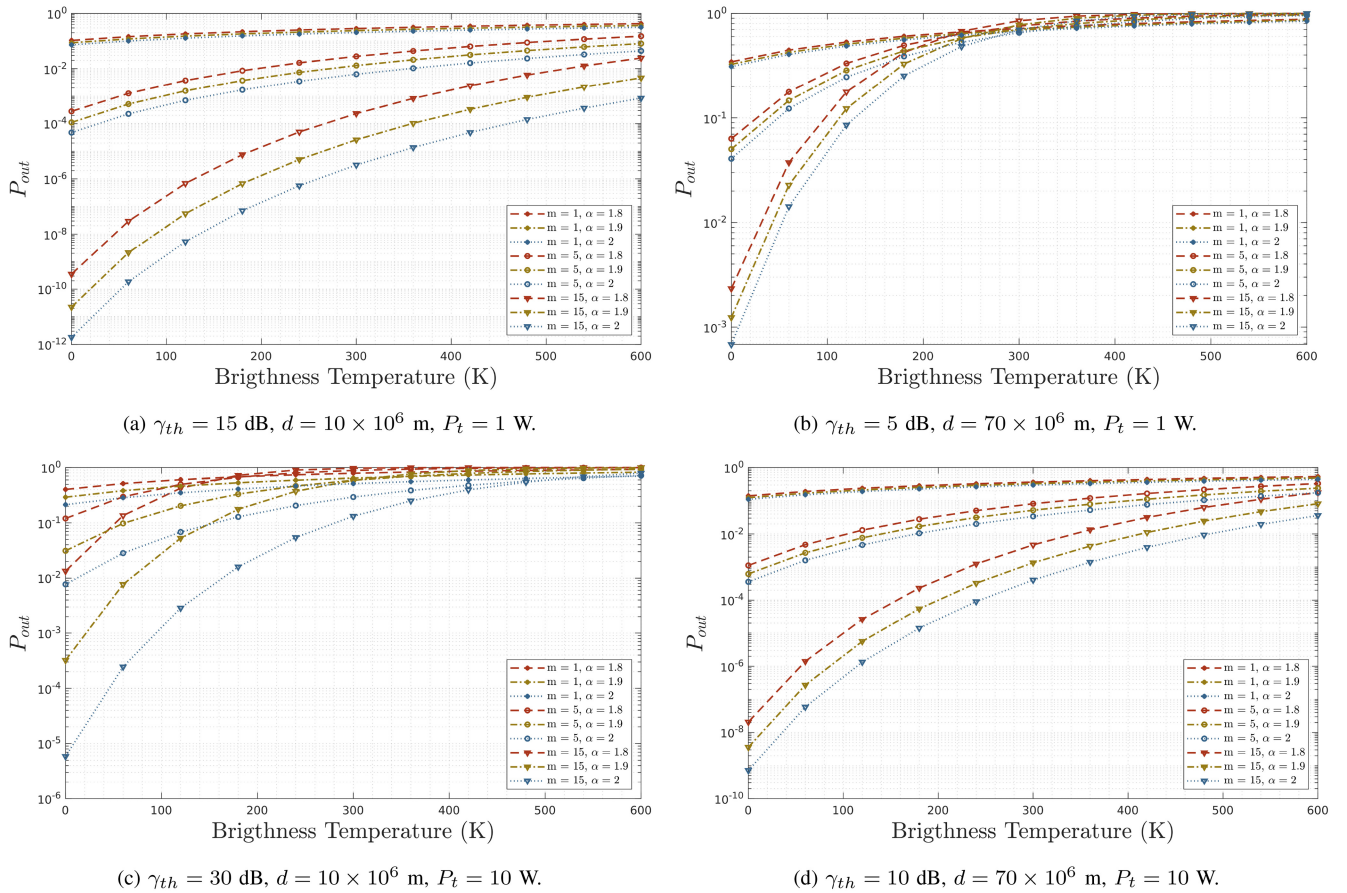 10^0
10^-2
10^-4
10^-6
10^-8
10^-10
10^-12
P_out
0 100 200 300 400 500 600
Brigthness Temperature (K)
m = 1, α = 1.8
m = 1, α = 1.9
m = 1, α = 2
m = 5, α = 1.8
m = 5, α = 1.9
m = 5, α = 2
m = 15, α = 1.8
m = 15, α = 1.9
m = 15, α = 2
(a) γ_th = 15 dB, d = 10 × 10^6 m, P_t = 1 W.
10^0
10^-1
10^-2
10^-3
P_out
0 100 200 300 400 500 600
Brigthness Temperature (K)
m = 1, α = 1.8
m = 1, α = 1.9
m = 1, α = 2
m = 5, α = 1.8
m = 5, α = 1.9
m = 5, α = 2
m = 15, α = 1.8
m = 15, α = 1.9
m = 15, α = 2
(b) γ_th = 5 dB, d = 70 × 10^6 m, P_t = 1 W.
10^0
10^-1
10^-2
10^-3
10^-4
10^-5
10^-6
P_out
0 100 200 300 400 500 600
Brigthness Temperature (K)
m = 1, α = 1.8
m = 1, α = 1.9
m = 1, α = 2
m = 5, α = 1.8
m = 5, α = 1.9
m = 5, α = 2
m = 15, α = 1.8
m = 15, α = 1.9
m = 15, α = 2
(c) γ_th = 30 dB, d = 10 × 10^6 m, P_t = 10 W.
10^0
10^-2
10^-4
10^-6
10^-8
10^-10
P_out
0 100 200 300 400 500 600
Brigthness Temperature (K)
m = 1, α = 1.8
m = 1, α = 1.9
m = 1, α = 2
m = 5, α = 1.8
m = 5, α = 1.9
m = 5, α = 2
m = 15, α = 1.8
m = 15, α = 1.9
m = 15, α = 2
(d) γ_th = 10 dB, d = 70 × 10^6 m, P_t = 10 W.